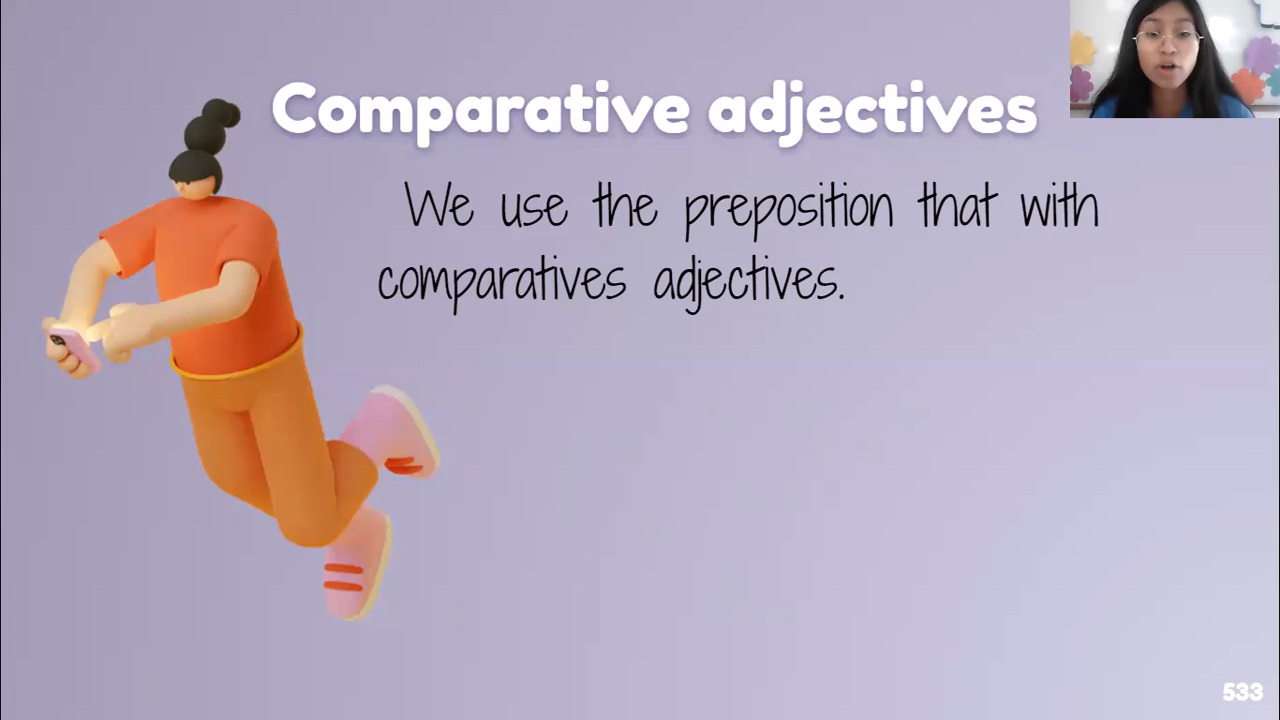 Comparative adjectives
We use the preposition that with
comparatives adjectives.
533